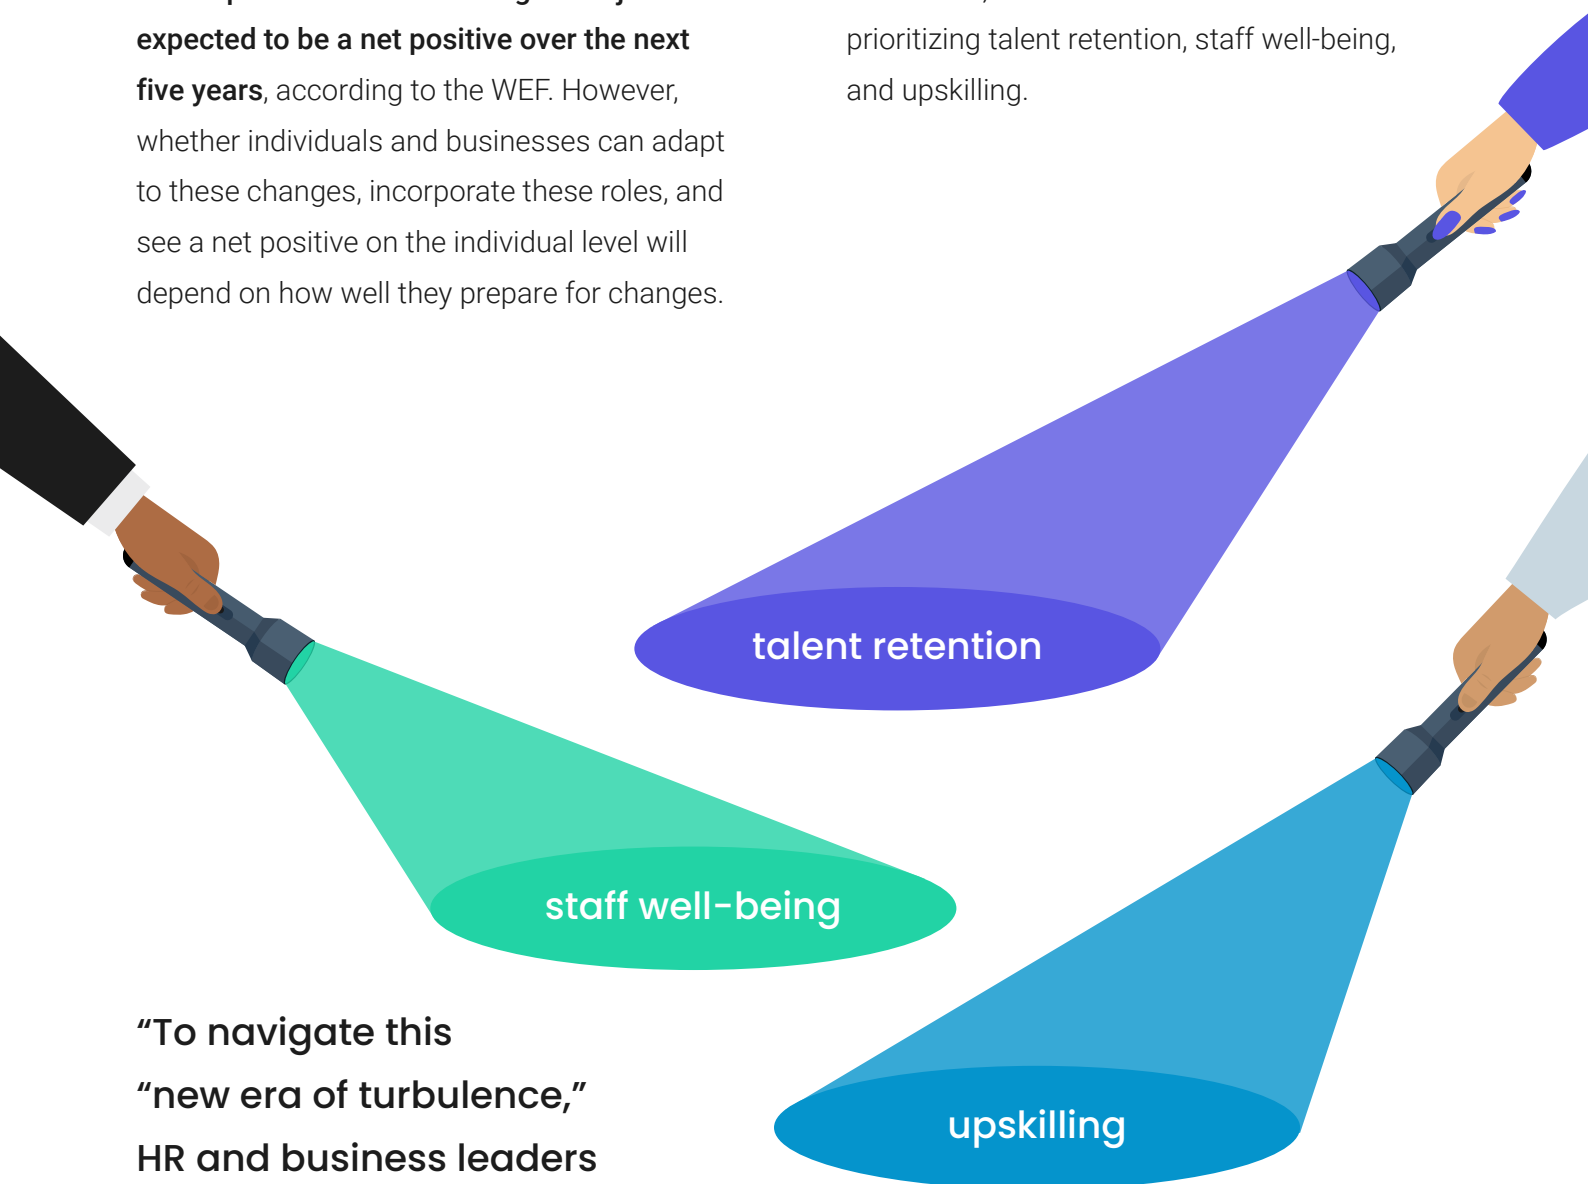 expected to be a net positive over the next
five years, according to the WEF. However,
whether individuals and businesses can adapt
to these changes, incorporate these roles, and
see a net positive on the individual level will
depend on how well they prepare for changes.
prioritizing talent retention, staff well-being,
and upskilling.
talent retention
staff well-being
upskilling
“To navigate this
“new era of turbulence,”
HR and business leaders